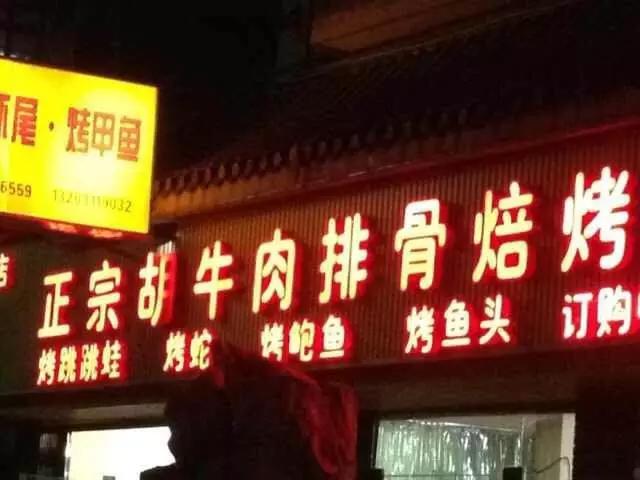 尾·烤甲鱼
6559 13203119032
店
正宗胡牛肉排骨焙烤
烤跳跳蛙 烤蛇 烤鲍鱼 烤鱼头 订购